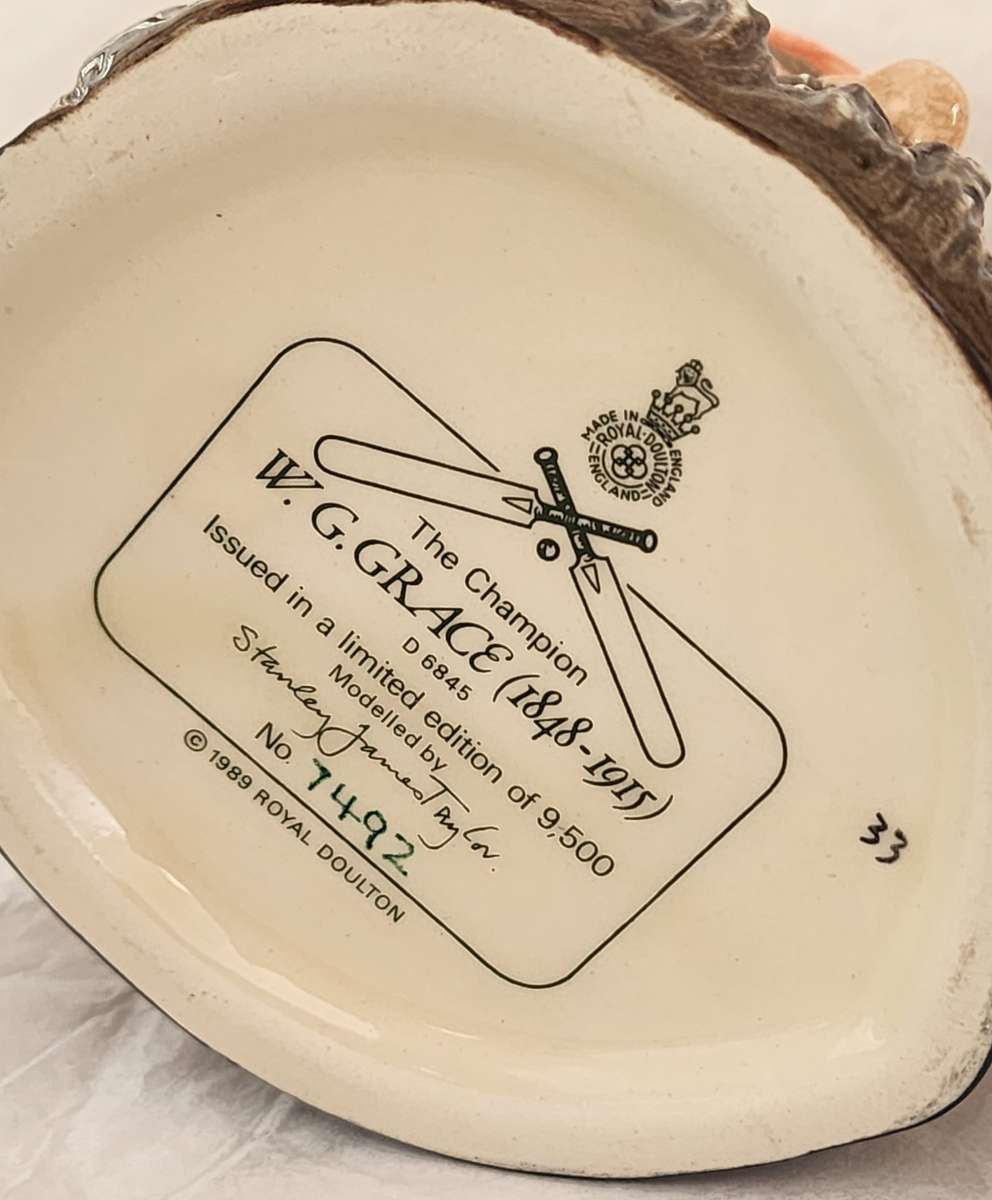 MADE IN ENGLAND
ROYAL DOULTON
ENGLAND
The Champion
W. G. GRACE (1848-1915)
D 6845
Issued in a limited edition of 9,500
Modelled by
Stanley James Taylor.
No. 7492
© 1989 ROYAL DOULTON
33